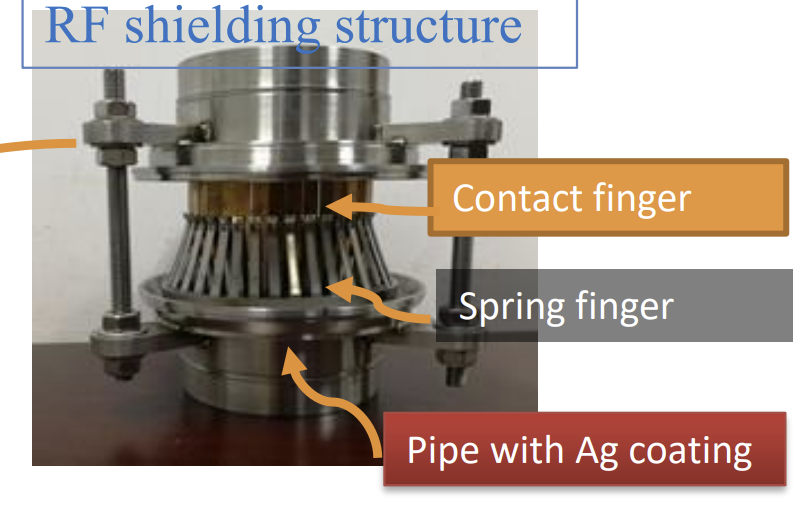 RF shielding structure
Contact finger
Spring finger
Pipe with Ag coating